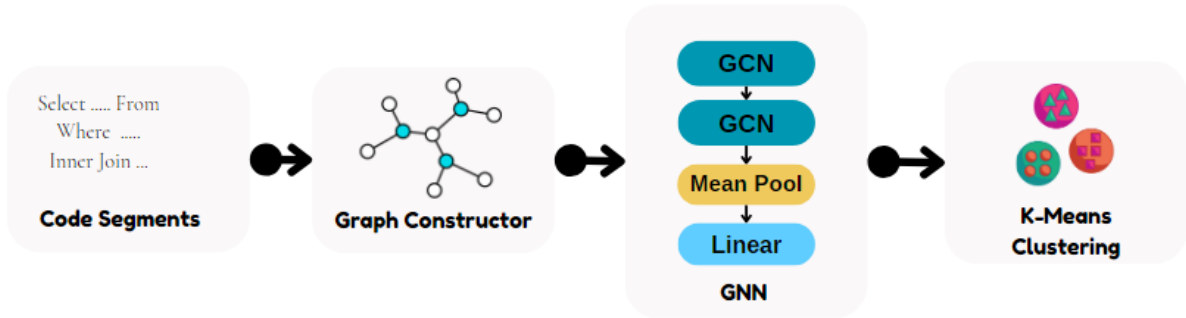 Select ..... From
Where .....
Inner Join ...
Code Segments
Graph Constructor
GCN
GCN
Mean Pool
Linear
GNN
K-Means
Clustering